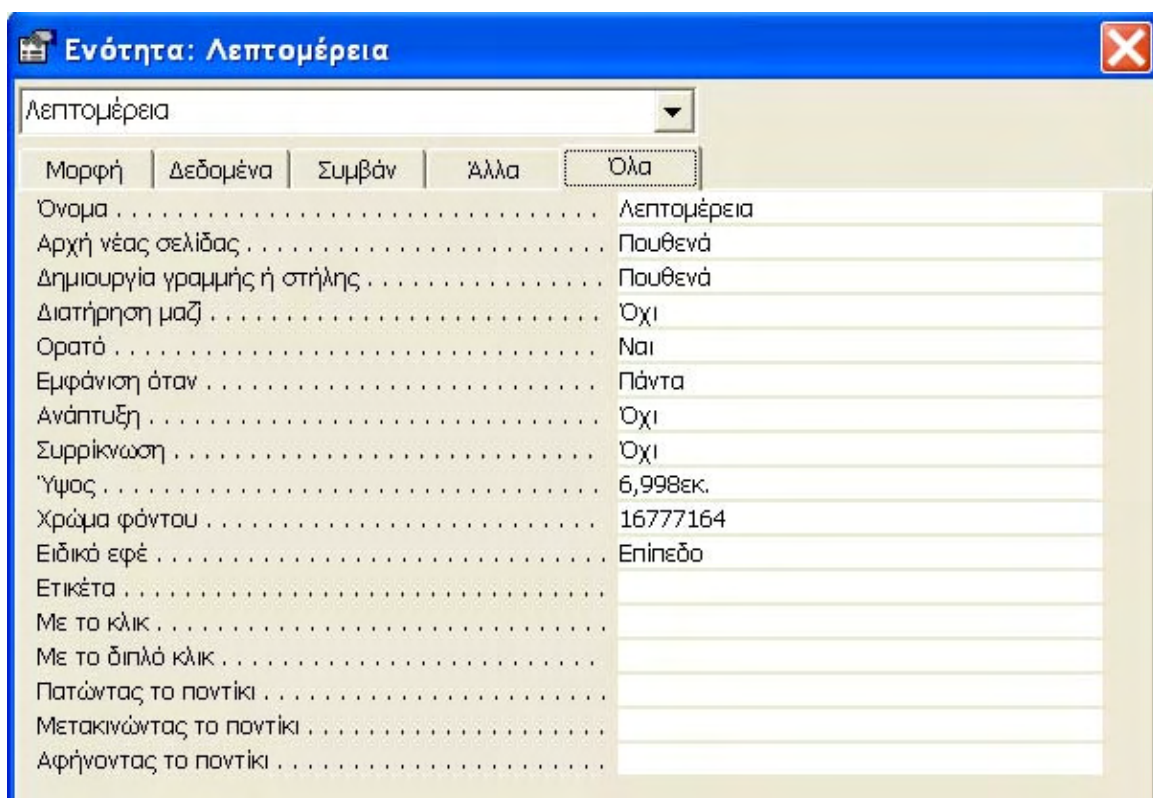 Ενότητα: Λεπτομέρεια
Λεπτομέρεια
Μορφή Δεδομένα Συμβάν Άλλα Όλα
Όνομα . . . . . . . . . . . . . . . . . . . . . . . . . . . . . . . . Λεπτομέρεια
Αρχή νέας σελίδας . . . . . . . . . . . . . . . . . . . . . . . . Πουθενά
Δημιουργία γραμμής ή στήλης . . . . . . . . . . . . . . . . Πουθενά
Διατήρηση μαζί . . . . . . . . . . . . . . . . . . . . . . . . . . Όχι
Ορατό . . . . . . . . . . . . . . . . . . . . . . . . . . . . . . . . Ναι
Εμφάνιση όταν . . . . . . . . . . . . . . . . . . . . . . . . . . Πάντα
Ανάπτυξη . . . . . . . . . . . . . . . . . . . . . . . . . . . . . . Όχι
Συρρίκνωση . . . . . . . . . . . . . . . . . . . . . . . . . . . . Όχι
Ύψος . . . . . . . . . . . . . . . . . . . . . . . . . . . . . . . . . 6,998εκ.
Χρώμα φόντου . . . . . . . . . . . . . . . . . . . . . . . . . . 16777164
Ειδικό εφέ . . . . . . . . . . . . . . . . . . . . . . . . . . . . . Επίπεδο
Ετικέτα . . . . . . . . . . . . . . . . . . . . . . . . . . . . . . .
Με το κλικ . . . . . . . . . . . . . . . . . . . . . . . . . . . . .
Με το διπλό κλικ . . . . . . . . . . . . . . . . . . . . . . . . .
Πατώντας το ποντίκι . . . . . . . . . . . . . . . . . . . . . . .
Μετακινώντας το ποντίκι . . . . . . . . . . . . . . . . . . . .
Αφήνοντας το ποντίκι . . . . . . . . . . . . . . . . . . . . . .